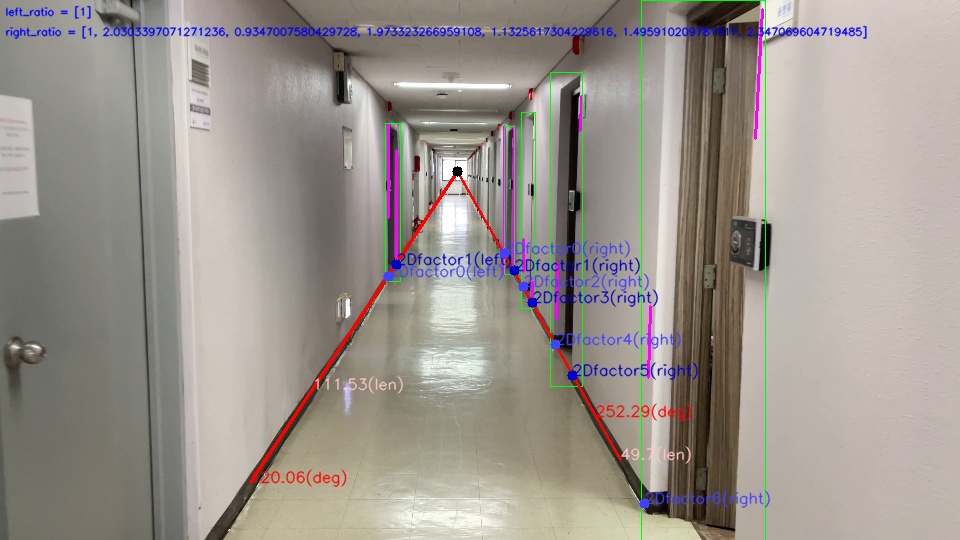 left_ratio = [1]
right_ratio = [1, 2.0303397071271236, 0.9347007580429728, 1.973323266959108, 1.1325617304229616, 1.495910209781917, 2.347069604719485]
2Dfactor0(right)
2Dfactor1(left)
2Dfactor1(right)
2Dfactor0(left)
2Dfactor2(right)
2Dfactor3(right)
2Dfactor4(right)
2Dfactor5(right)
111.53(len)
252.29(deg)
49.7(len)
20.06(deg)
2Dfactor6(right)